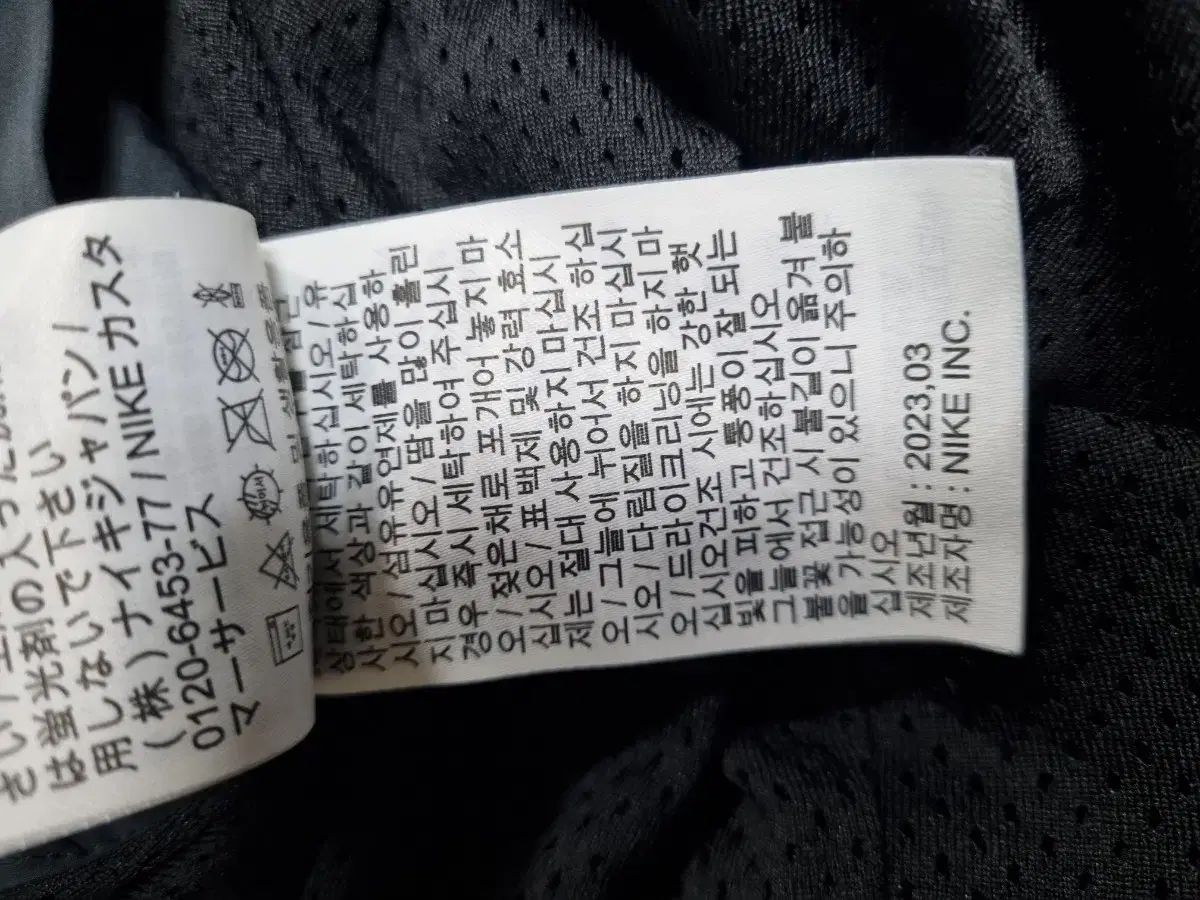 は蛍光剤の入った
用しないで下さい
(株)ナイキジャパン/
0120-6453-77/NIKEカスタ
マーサービス
상태에서 세탁하십시오/유
사한 색상과 같이 세탁하십
시오/섬유유연제를 사용하
지 마십시오/땀을 많이 흘린
경우 즉시 세탁하여 주십시
오/젖은채로 포개어 놓지 마
십시오/표백제 및 강력 효소
제는 절대 사용하지 마십시
오/그늘에 뉘어서 건조 하십
시오/다림질을 하지 마십시
오/드라이크리닝을 하지 마
십시오건조 시에는 강한 햇
빛을 피하고 통풍이 잘 되는
그늘에서 건조하십시오
불꽃 접근 시 불길이 옮겨 붙
을 가능성이 있으니 주의하
십시오
제조년월 : 2023,03
제조자명 : NIKE INC.